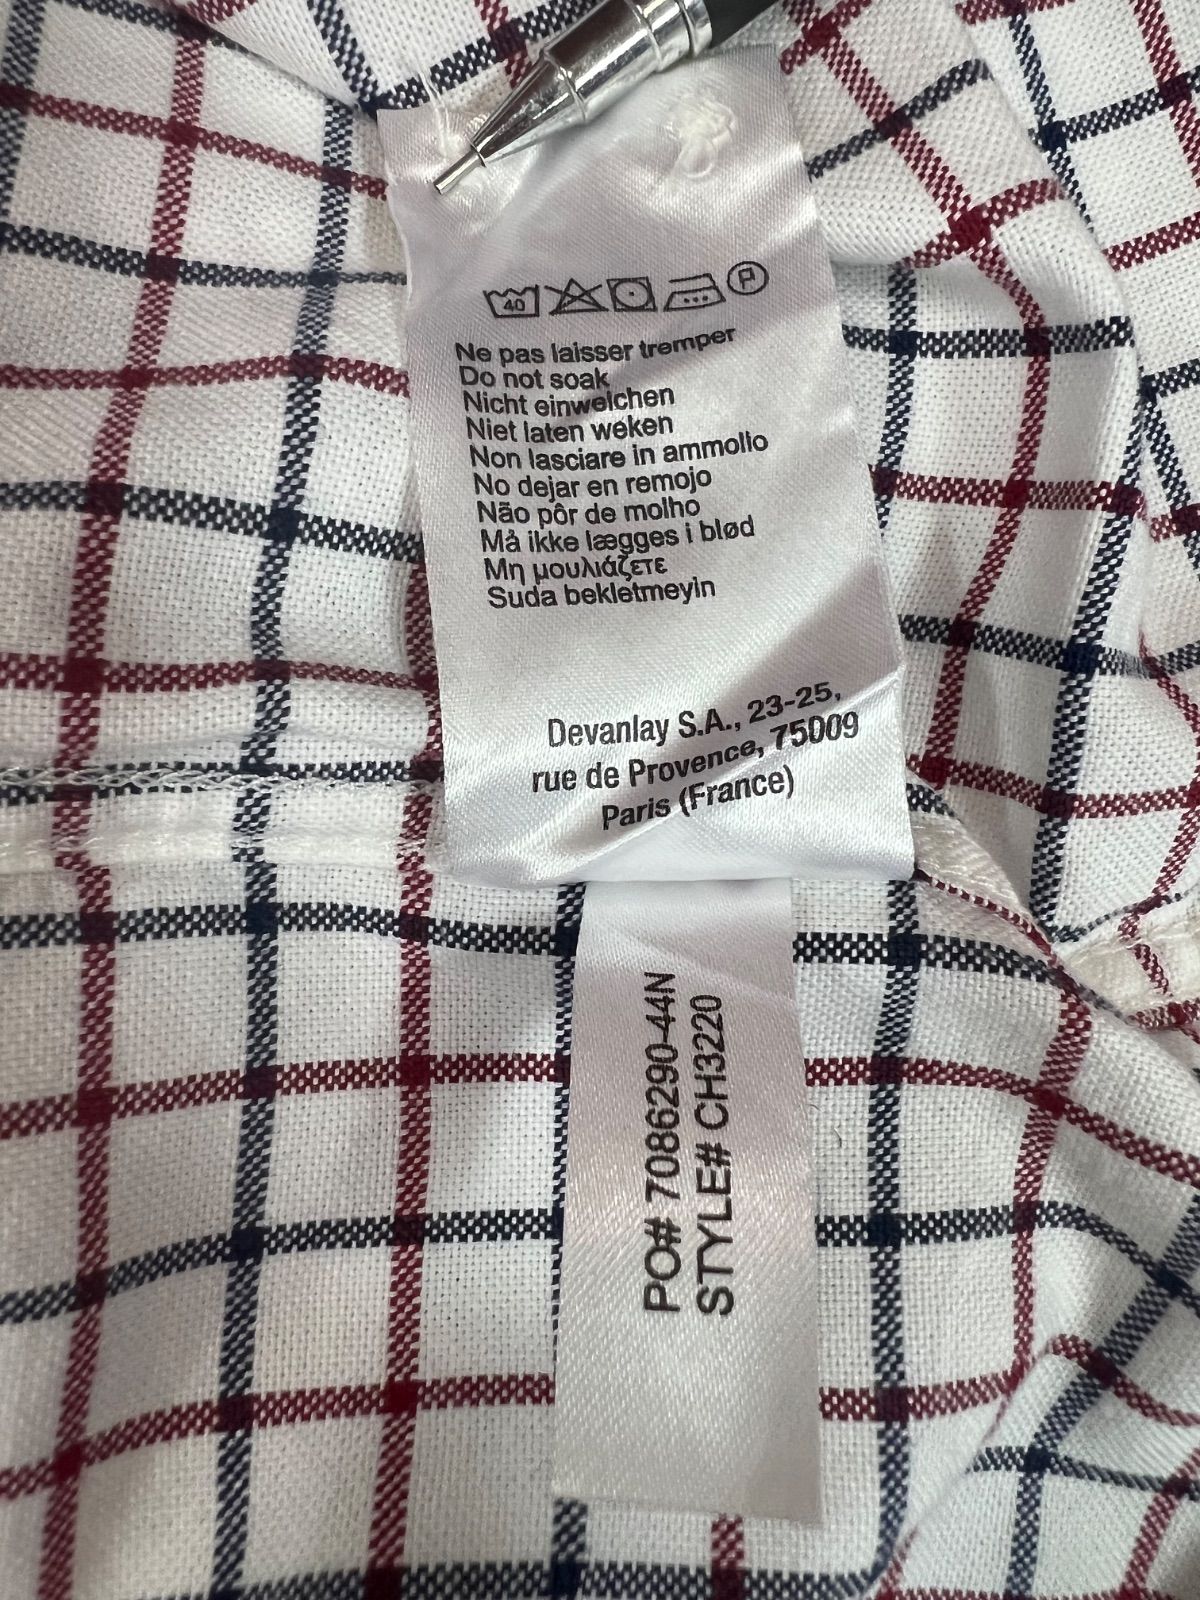 40
P
Ne pas laisser tremper
Do not soak
Nicht einweichen
Niet laten weken
Non lasciare in ammollo
No dejar en remojo
Não pôr de molho
Må ikke lægges i blød
Μη μουλιάζετε
Suda bekletmeyin
Devanlay S.A., 23-25,
rue de Provence, 75009
Paris (France)
PO# 7086290-44N
STYLE# CH3220